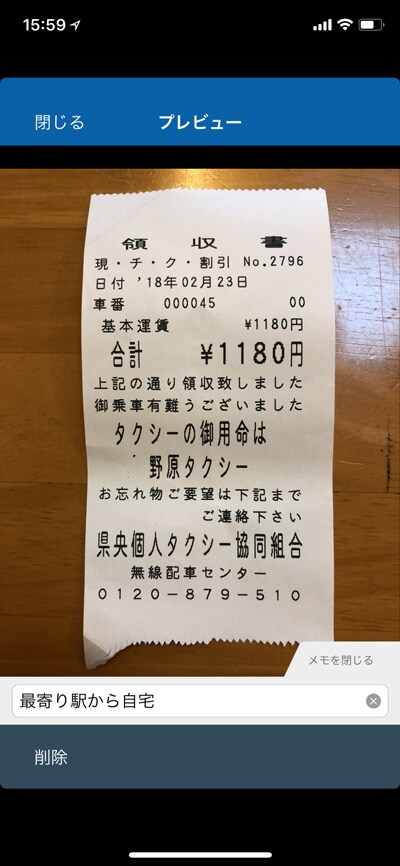 15:59
閉じる
プレビュー
領収書
現・チ・ク・割引 No.2796
日付 '18年02月23日
車番 000045 00
基本運賃 ¥1180円
合計 ¥1180円
上記の通り領収致しました
御乗車有難うございました
タクシーの御用命は
野原タクシー
お忘れ物ご要望は下記まで
ご連絡下さい
県央個人タクシー協同組合
無線配車センター
0120-879-510
メモを閉じる
最寄り駅から自宅
削除